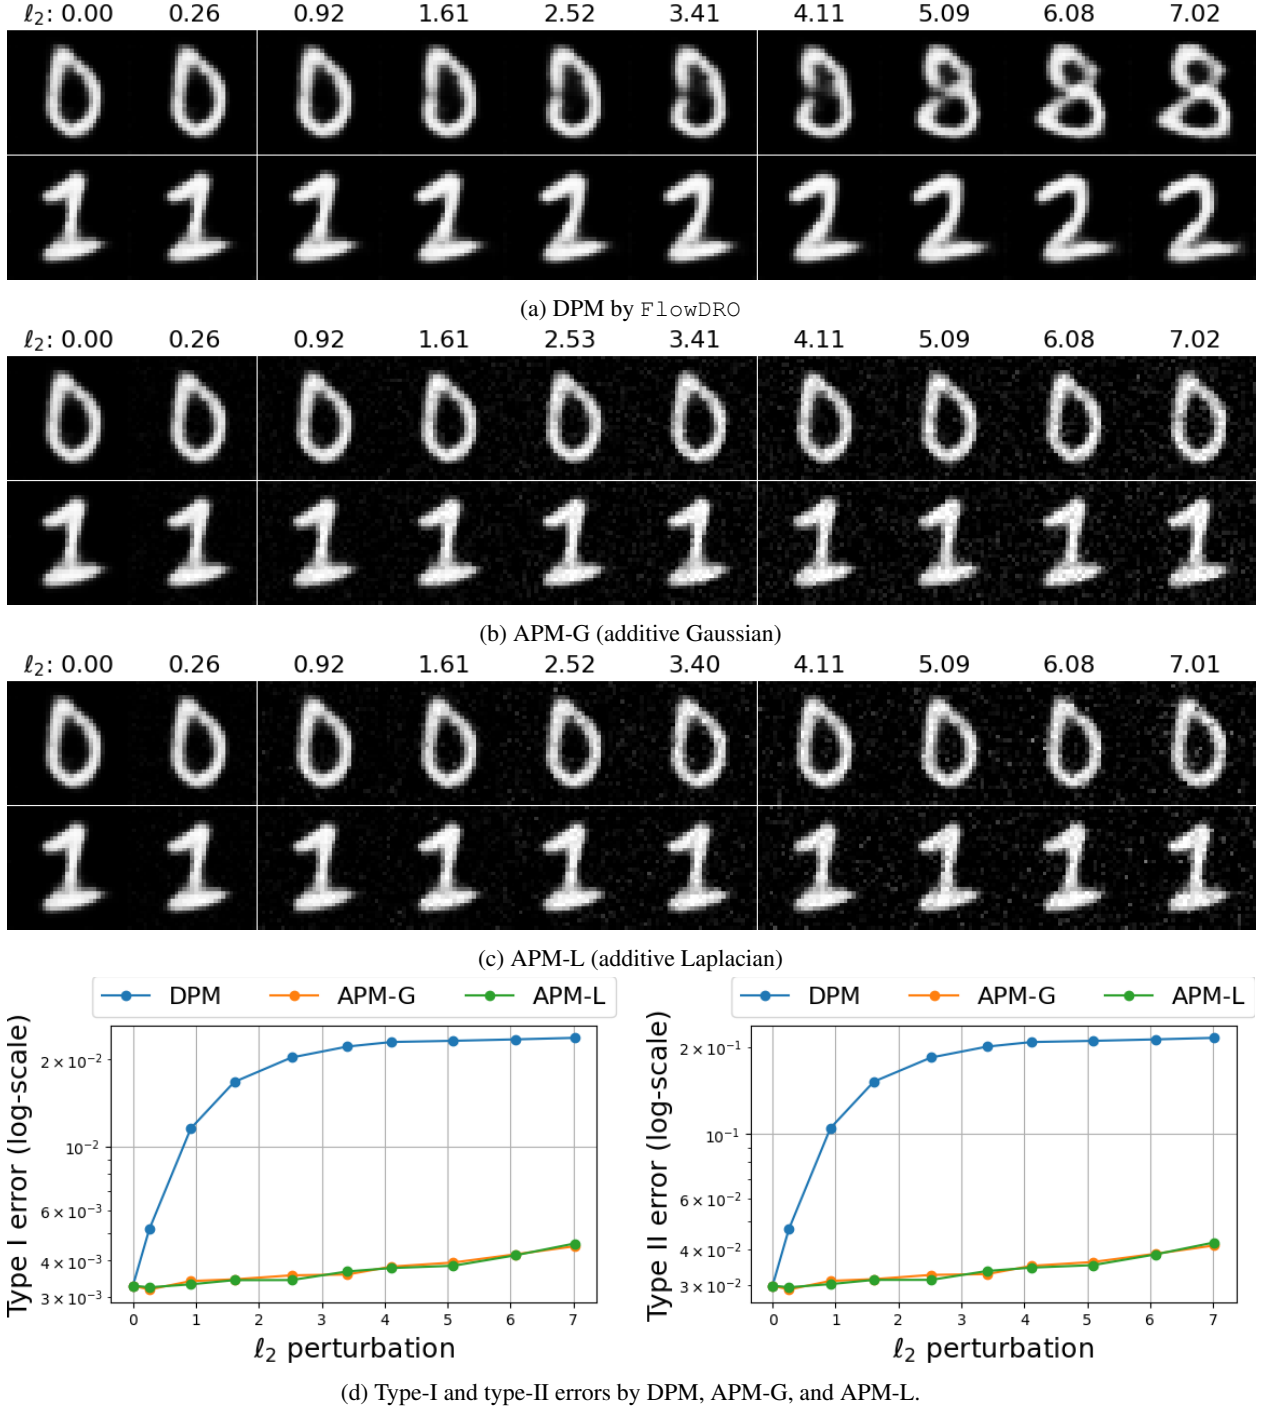 ℓ₂: 0.00 0.26 0.92 1.61 2.52 3.41 4.11 5.09 6.08 7.02
(a) DPM by FlowDRO
ℓ₂: 0.00 0.26 0.92 1.61 2.53 3.41 4.11 5.09 6.08 7.02
(b) APM-G (additive Gaussian)
ℓ₂: 0.00 0.26 0.92 1.61 2.52 3.40 4.11 5.09 6.08 7.01
(c) APM-L (additive Laplacian)
DPM APM-G APM-L
Type I error (log-scale)
2 × 10⁻²
10⁻²
6 × 10⁻³
4 × 10⁻³
3 × 10⁻³
0 1 2 3 4 5 6 7
ℓ₂ perturbation
DPM APM-G APM-L
Type II error (log-scale)
2 × 10⁻¹
10⁻¹
6 × 10⁻²
4 × 10⁻²
3 × 10⁻²
0 1 2 3 4 5 6 7
ℓ₂ perturbation
(d) Type-I and type-II errors by DPM, APM-G, and APM-L.